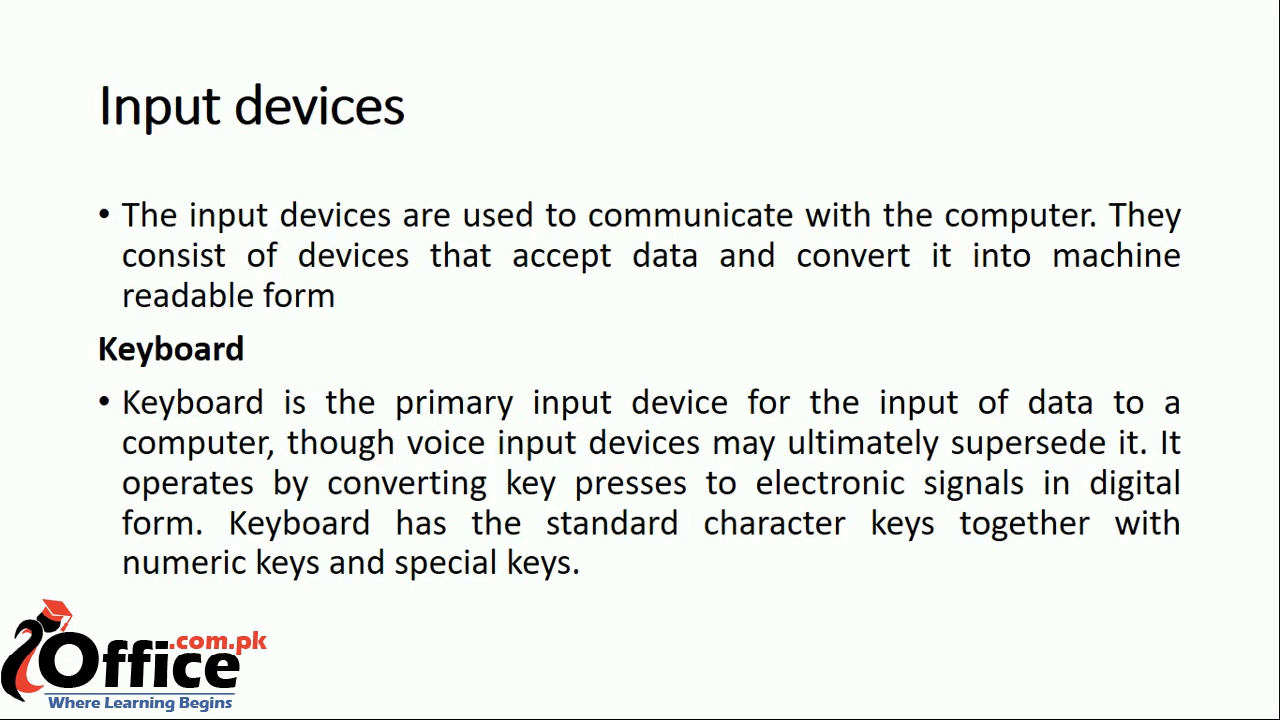 Input devices
• The input devices are used to communicate with the computer. They
consist of devices that accept data and convert it into machine
readable form
Keyboard
• Keyboard is the primary input device for the input of data to a
computer, though voice input devices may ultimately supersede it. It
operates by converting key presses to electronic signals in digital
form. Keyboard has the standard character keys together with
numeric keys and special keys.
Office.com.pk
Where Learning Begins